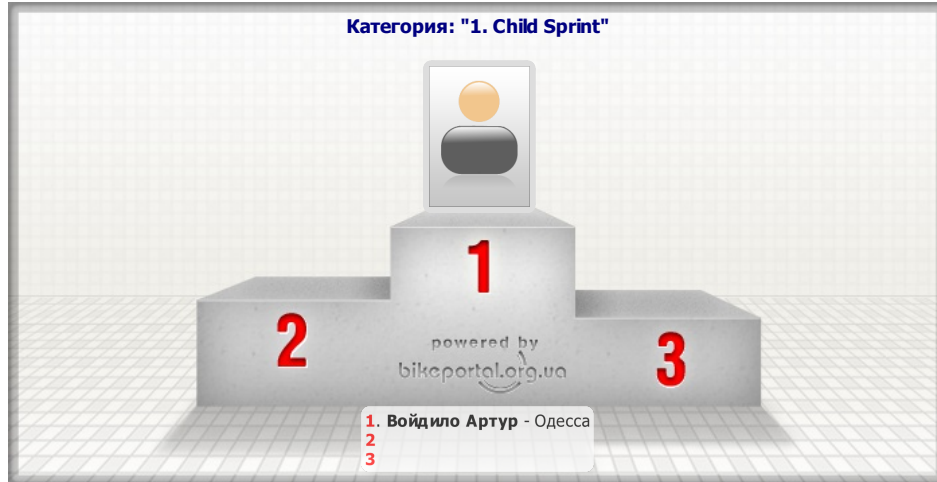 Категория: "1. Child Sprint"
1
2
3
powered by
bikeportal.org.ua
1. Войдило Артур - Одесса
2
3